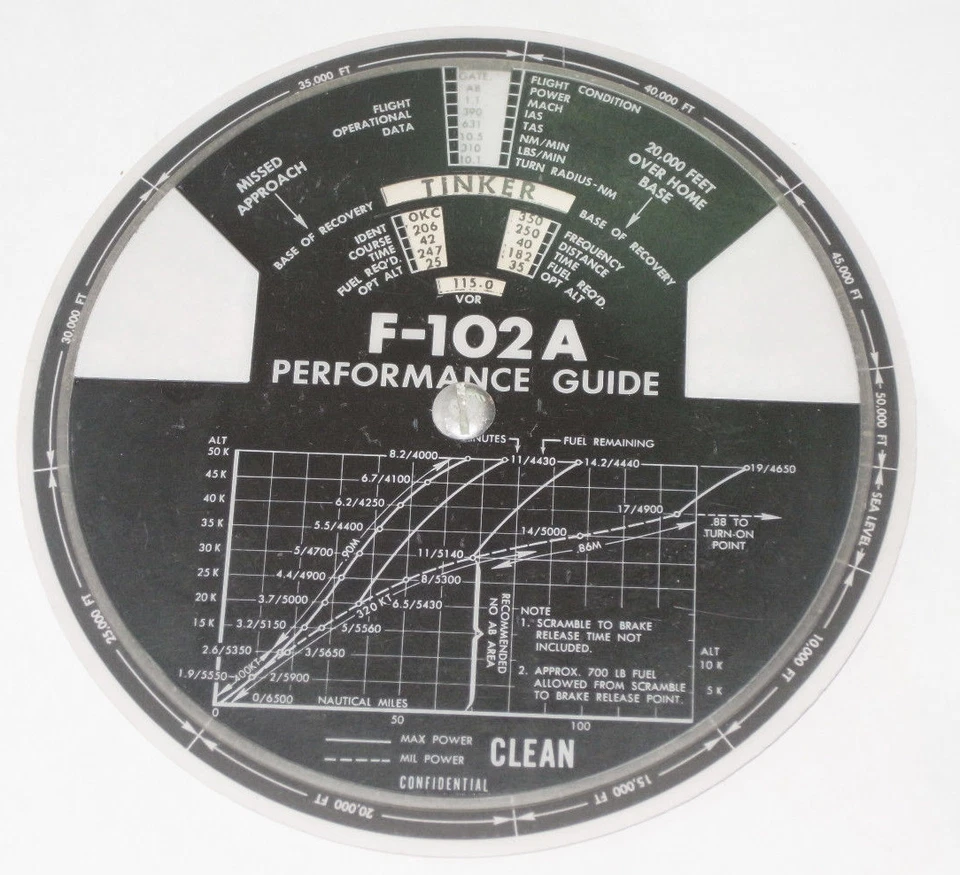 35,000 FT
40,000 FT
45,000 FT
50,000 FT
SEA LEVEL
10,000 FT
15,000 FT
20,000 FT
25,000 FT
30,000 FT
FLIGHT
OPERATIONAL
DATA
GATE
AB
1.1
390
631
10.5
310
10.1
FLIGHT CONDITION
POWER
MACH
IAS
TAS
NM/MIN
LBS/MIN
TURN RADIUS-NM
MISSED
APPROACH
20,000 FEET
OVER HOME
BASE
TINKER
BASE OF RECOVERY
IDENT
COURSE
TIME
FUEL REQ'D.
OPT ALT
OKC
206
42
247
25
350
250
40
182
35
BASE OF RECOVERY
FREQUENCY
DISTANCE
TIME
FUEL REQ'D.
OPT ALT
115.0
VOR
F-102A
PERFORMANCE GUIDE
FUEL REMAINING
ALT
50 K
45 K
40 K
35 K
30 K
25 K
20 K
15 K
8.2/4000
11/4430
14.2/4440
19/4650
6.7/4100
6.2/4250
17/4900
5.5/4400
14/5000
.88 TO
TURN-ON
POINT
5/4700
.90M
11/5140
.86M
4.4/4900
8/5300
3.7/5000
320 KT
6.5/5430
3.2/5150
5/5560
2.6/5350
3/5650
1.9/5550
400KT
2/5900
0/6500
RECOMMENDED
NO AB AREA
NOTE
1. SCRAMBLE TO BRAKE
RELEASE TIME NOT
INCLUDED.
2. APPROX. 700 LB FUEL
ALLOWED FROM SCRAMBLE
TO BRAKE RELEASE POINT.
ALT
10 K
5 K
NAUTICAL MILES
0
50
100
MAX POWER
MIL POWER
CLEAN
CONFIDENTIAL